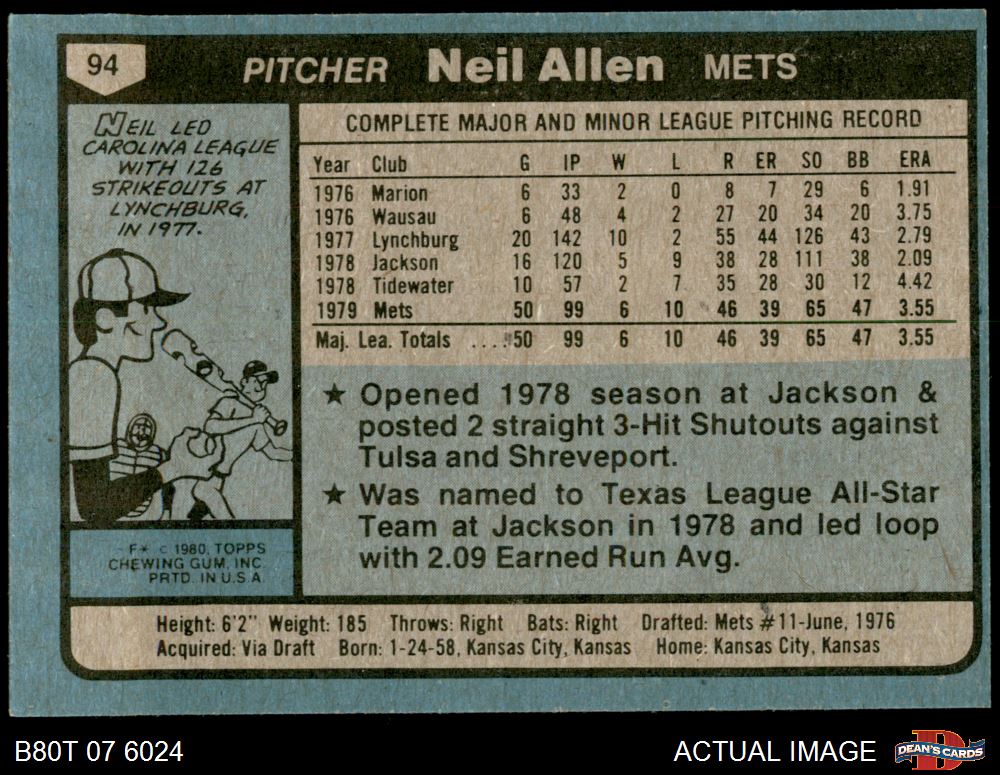 94
PITCHER Neil Allen METS
NEIL LED
CAROLINA LEAGUE
WITH 126
STRIKEOUTS AT
LYNCHBURG,
IN 1977.
COMPLETE MAJOR AND MINOR LEAGUE PITCHING RECORD
Year Club G IP W L R ER SO BB ERA
1976 Marion 6 33 2 0 8 7 29 6 1.91
1976 Wausau 6 48 4 2 27 20 34 20 3.75
1977 Lynchburg 20 142 10 2 55 44 126 43 2.79
1978 Jackson 16 120 5 9 38 28 111 38 2.09
1978 Tidewater 10 57 2 7 35 28 30 12 4.42
1979 Mets 50 99 6 10 46 39 65 47 3.55
Maj. Lea. Totals ....50 99 6 10 46 39 65 47 3.55
★ Opened 1978 season at Jackson &
posted 2 straight 3-Hit Shutouts against
Tulsa and Shreveport.
★ Was named to Texas League All-Star
Team at Jackson in 1978 and led loop
with 2.09 Earned Run Avg.
F* © 1980, TOPPS
CHEWING GUM, INC.
PRTD. IN U.S.A.
Height: 6'2" Weight: 185 Throws: Right Bats: Right Drafted: Mets #11-June, 1976
Acquired: Via Draft Born: 1-24-58, Kansas City, Kansas Home: Kansas City, Kansas
B80T 07 6024
ACTUAL IMAGE
DEAN'S CARDS